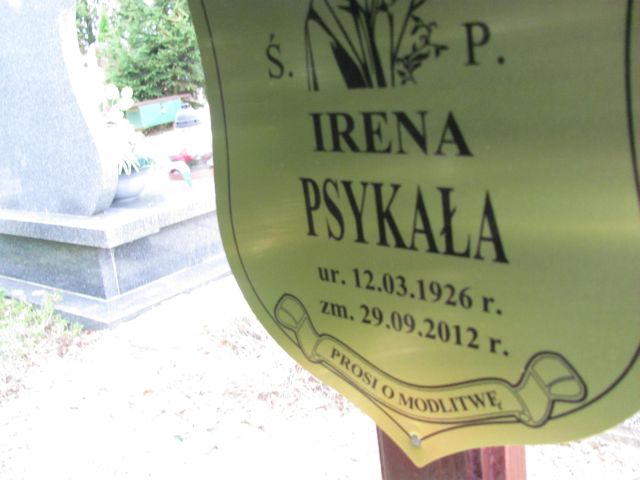 Ś. P.
IRENA
PSYKAŁA
ur. 12.03.1926 r.
zm. 29.09.2012 r.
PROSI O MODLITWĘ